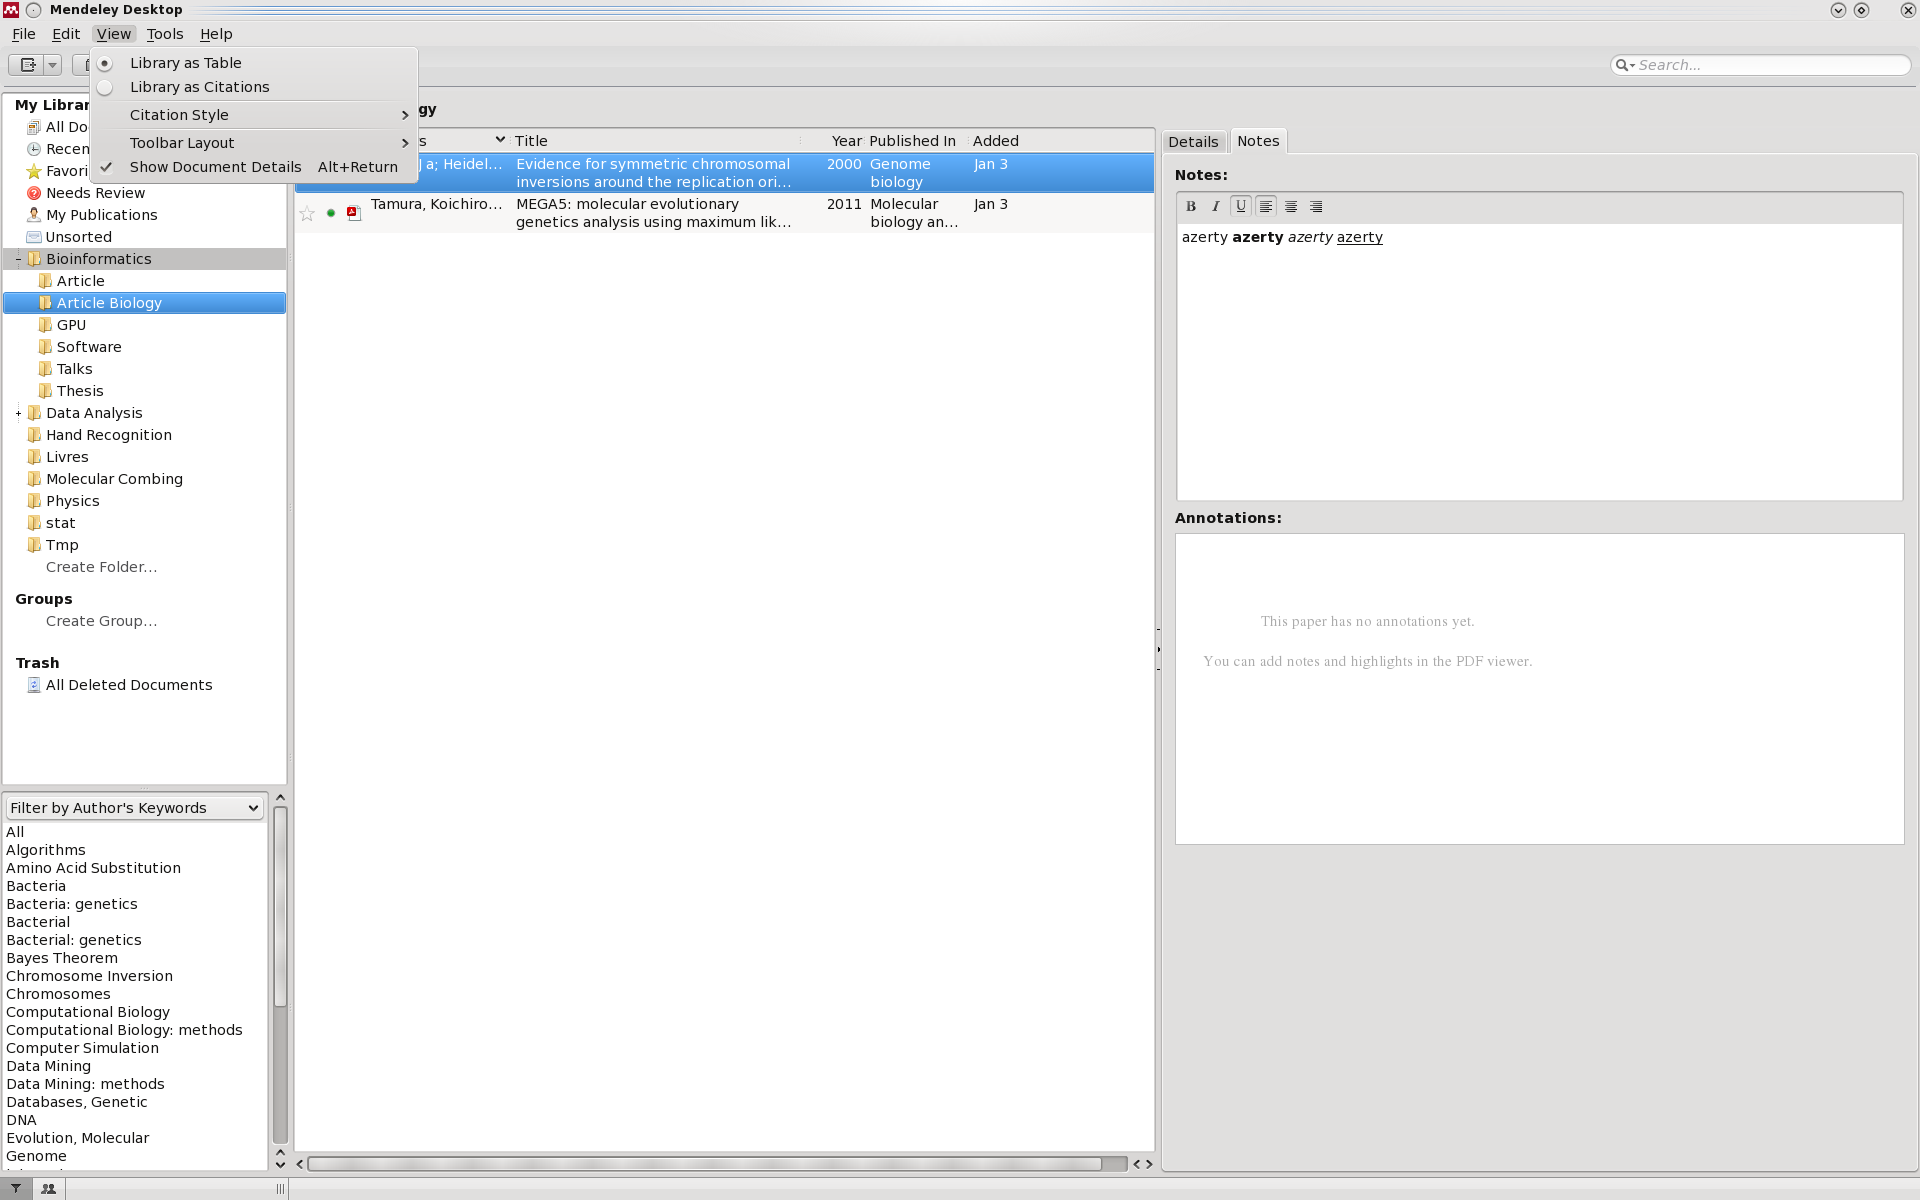 Mendeley Desktop
File Edit View Tools Help
Library as Table
Library as Citations
Citation Style
Toolbar Layout
Show Document Details Alt+Return
Search...
My Librar
All Do
Recen
Favori
Needs Review
My Publications
Unsorted
Bioinformatics
Article
Article Biology
GPU
Software
Talks
Thesis
Data Analysis
Hand Recognition
Livres
Molecular Combing
Physics
stat
Tmp
Create Folder...
Groups
Create Group...
Trash
All Deleted Documents
Filter by Author's Keywords
All
Algorithms
Amino Acid Substitution
Bacteria
Bacteria: genetics
Bacterial
Bacterial: genetics
Bayes Theorem
Chromosome Inversion
Chromosomes
Computational Biology
Computational Biology: methods
Computer Simulation
Data Mining
Data Mining: methods
Databases, Genetic
DNA
Evolution, Molecular
Genome
gy
s Title Year Published In Added
J a; Heidel... Evidence for symmetric chromosomal 2000 Genome Jan 3
inversions around the replication ori... biology
Tamura, Koichiro... MEGA5: molecular evolutionary 2011 Molecular Jan 3
genetics analysis using maximum lik... biology an...
Details Notes
Notes:
B I U
azerty azerty azerty azerty
Annotations:
This paper has no annotations yet.
You can add notes and highlights in the PDF viewer.